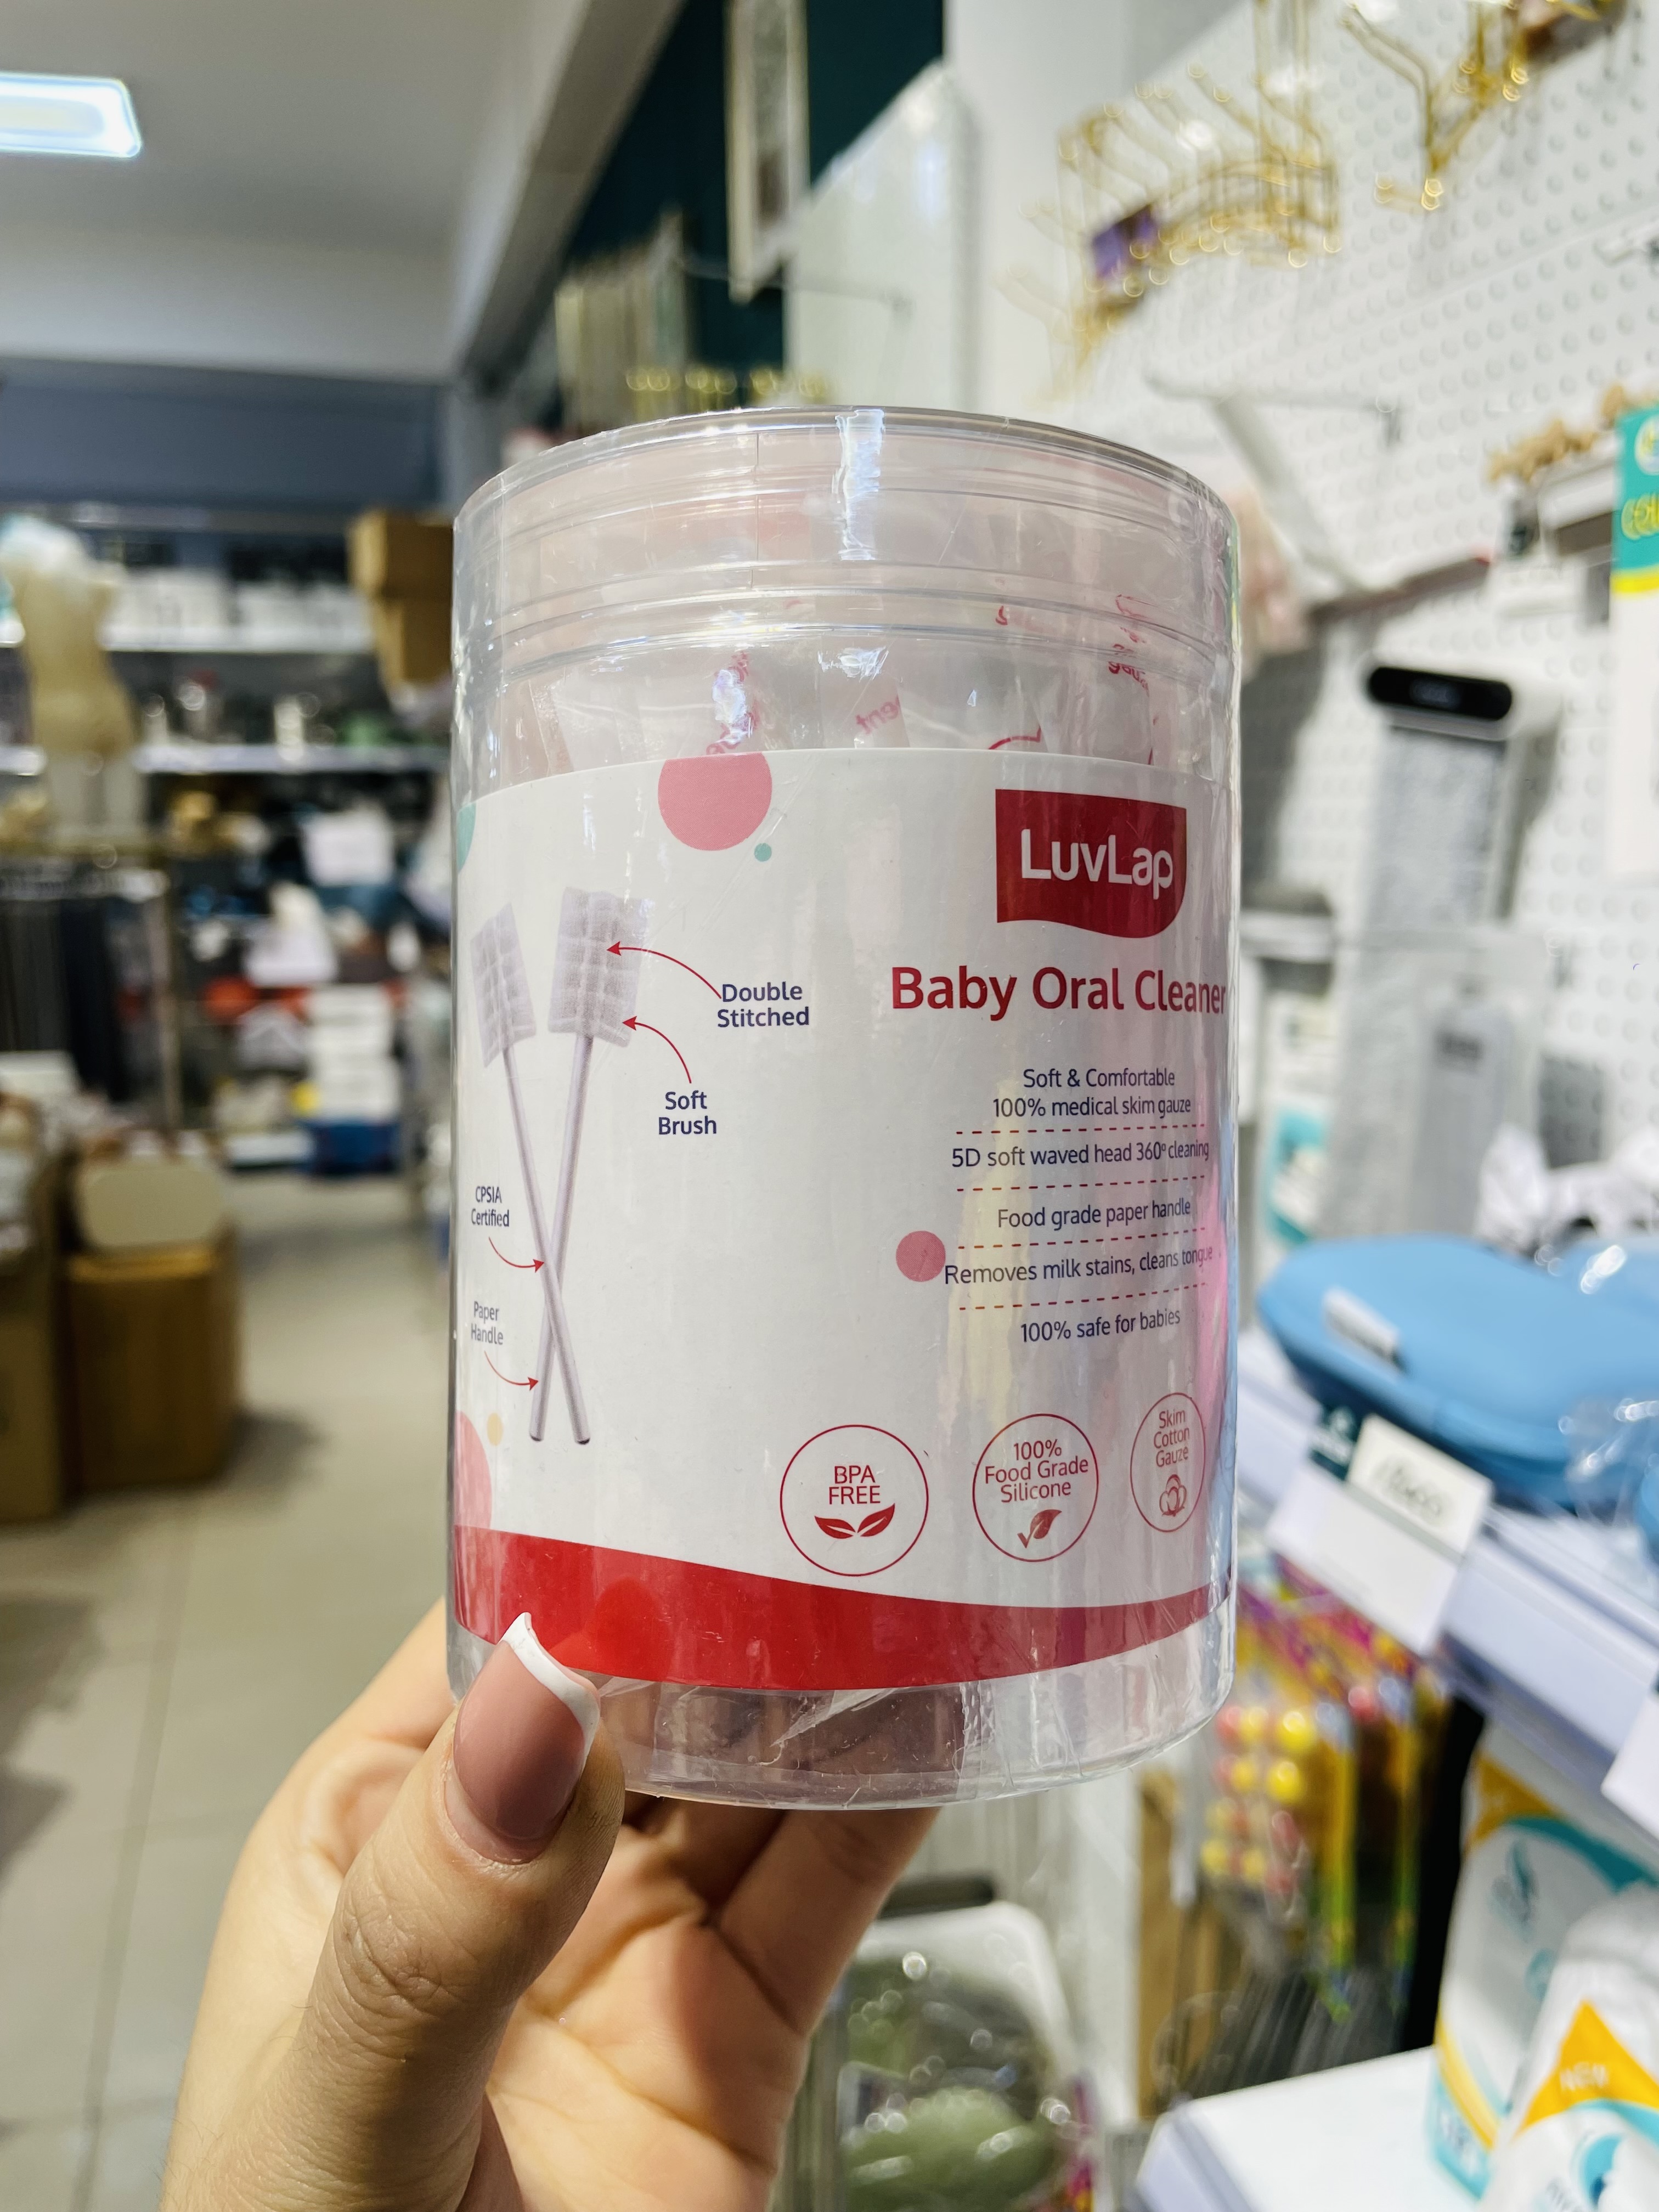 LuvLap
Baby Oral Cleaner
Double
Stitched
Soft
Brush
CPSIA
Certified
Paper
Handle
Soft & Comfortable
100% medical skim gauze
5D soft waved head 360° cleaning
Food grade paper handle
Removes milk stains, cleans tongue
100% safe for babies
BPA
FREE
100%
Food Grade
Silicone
Skim
Cotton
Gauze
NEW